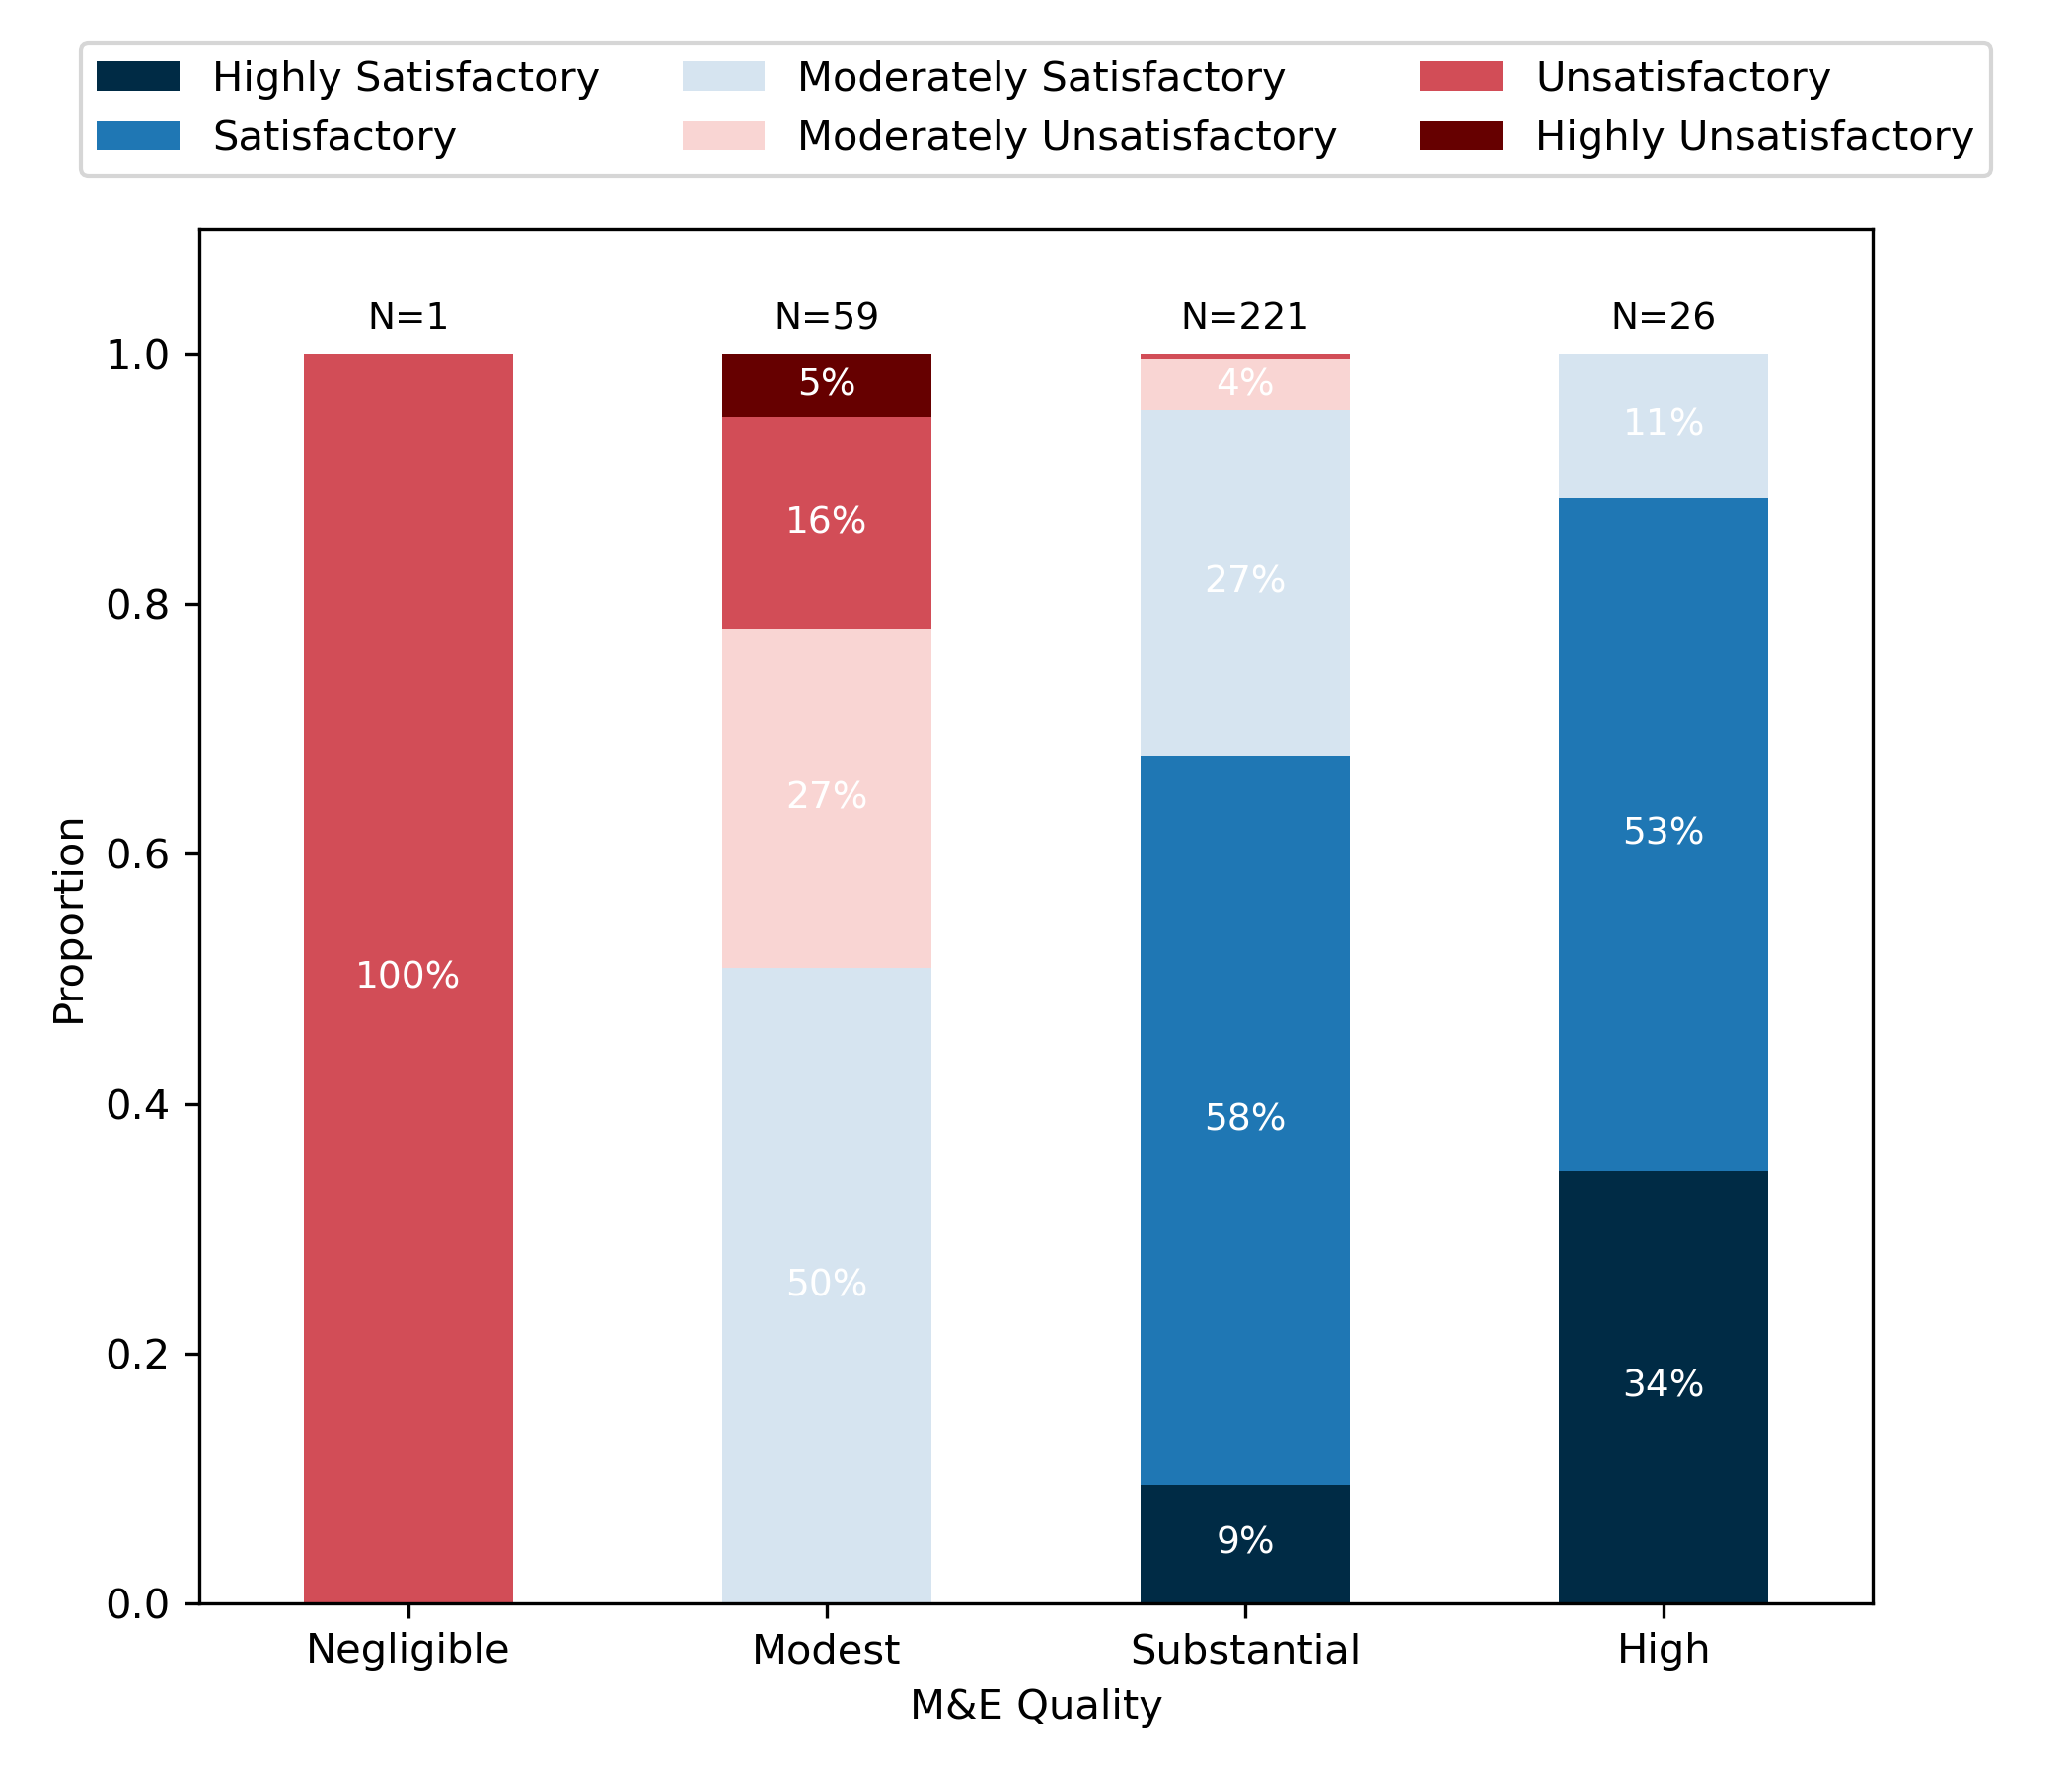 Highly Satisfactory
Satisfactory
Moderately Satisfactory
Moderately Unsatisfactory
Unsatisfactory
Highly Unsatisfactory
N=1
N=59
N=221
N=26
1.0
0.8
0.6
0.4
0.2
0.0
Proportion
100%
5%
16%
27%
50%
4%
27%
58%
9%
11%
53%
34%
Negligible
Modest
Substantial
High
M&E Quality